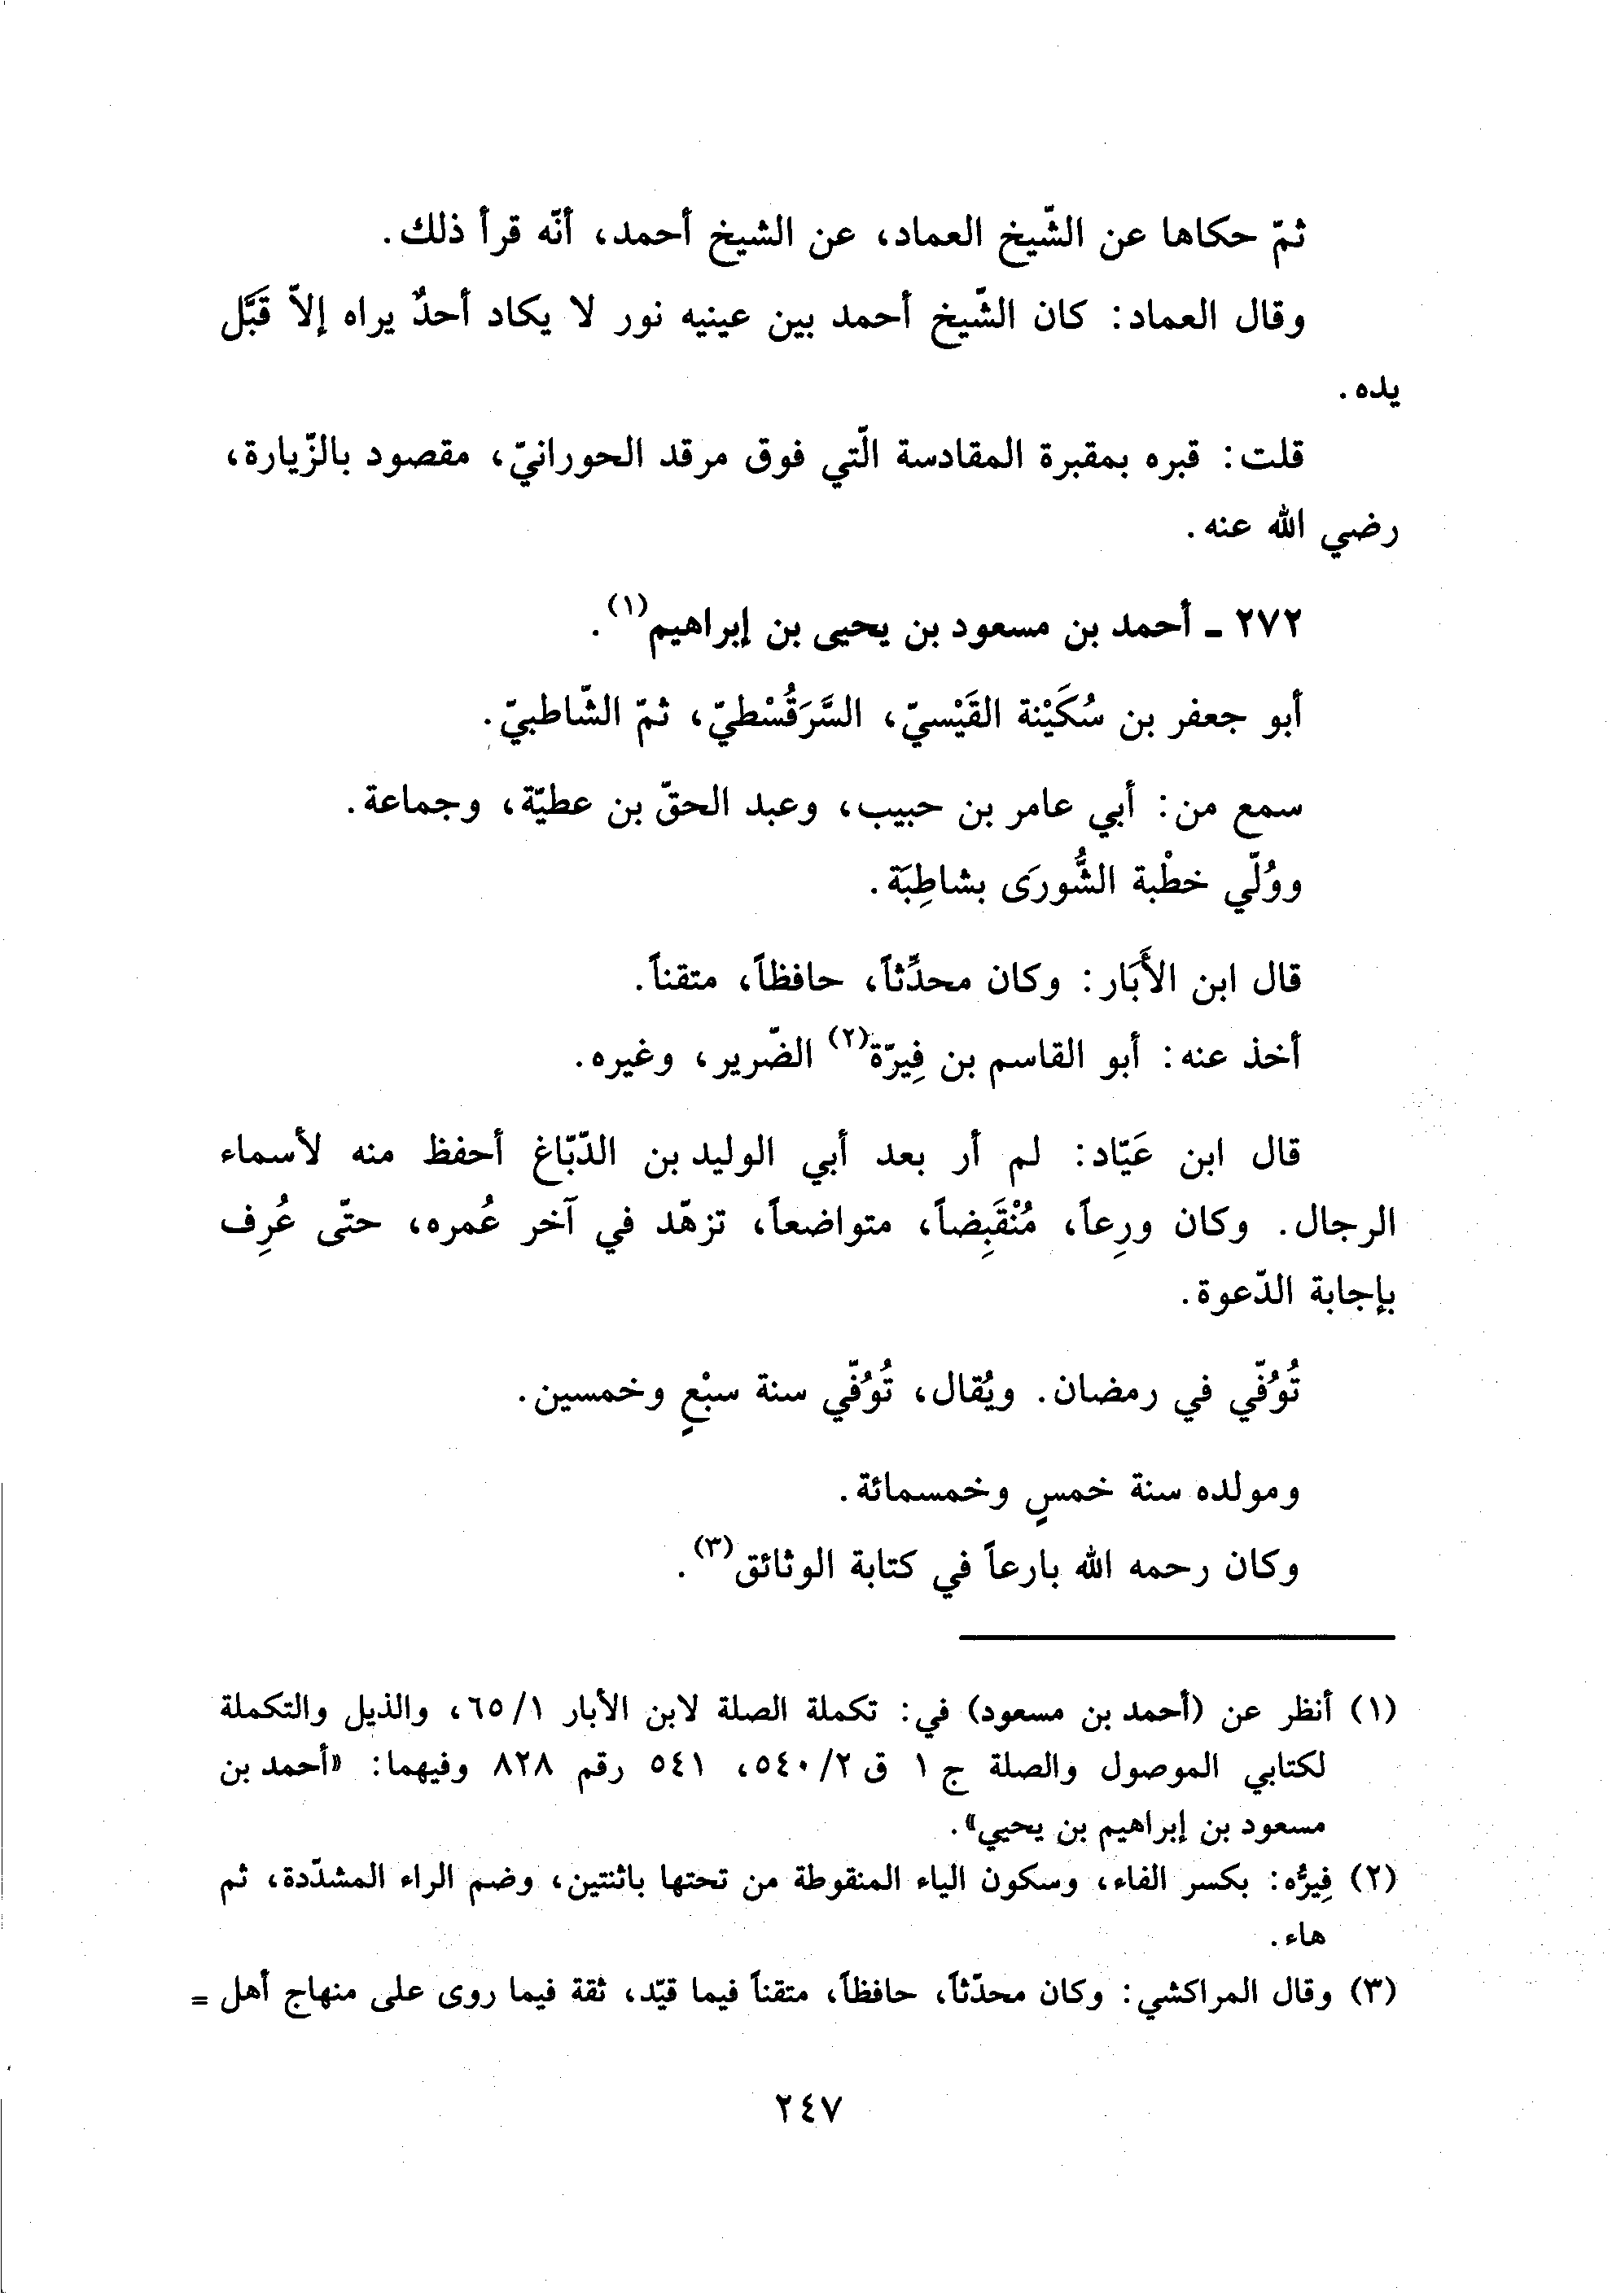 ثمّ حكاها عن الشّيخ العماد، عن الشيخ أحمد، أنّه قرأ ذلك.
وقال العماد: كان الشّيخ أحمد بين عينيه نور لا يكاد أحدٌ يراه إلاّ قَبَّل
يده.
قلت: قبره بمقبرة المقادسة الّتي فوق مرقد الحورانيّ، مقصود بالزّيارة،
رضي الله عنه.
٢٧٢ ـ أحمد بن مسعود بن يحيى بن إبراهيم(١).
أبو جعفر بن سُكَيْنة القَيْسيّ، السَّرَقُسْطيّ، ثمّ الشّاطبيّ.
سمع من: أبي عامر بن حبيب، وعبد الحقّ بن عطيّة، وجماعة.
ووُلّي خطْبة الشُّورَى بشاطِبَة.
قال ابن الأَبّار: وكان محدِّثاً، حافظاً، متقناً.
أخذ عنه: أبو القاسم بن فِيرّة(٢) الضّرير، وغيره.
قال ابن عَيّاد: لم أر بعد أبي الوليد بن الدّبّاغ أحفظ منه لأسماء
الرجال. وكان ورِعاً، مُنْقَبِضاً، متواضعاً، تزهّد في آخر عُمره، حتّى عُرِف
بإجابة الدّعوة.
تُوُفّي في رمضان. ويُقال، تُوُفّي سنة سبْعٍ وخمسين.
ومولده سنة خمسٍ وخمسمائة.
وكان رحمه الله بارعاً في كتابة الوثائق(٣).
(١) أنظر عن (أحمد بن مسعود) في: تكملة الصلة لابن الأبار ٦٥/١، والذيل والتكملة
لكتابي الموصول والصلة ج ١ ق ٥٤٠/٢، ٥٤١ رقم ٨٢٨ وفيهما: «أحمد بن
مسعود بن إبراهيم بن يحيي».
(٢) فِيرُّه: بكسر الفاء، وسكون الياء المنقوطة من تحتها باثنتين، وضم الراء المشدّدة، ثم
هاء.
(٣) وقال المراكشي: وكان محدّثاً، حافظاً، متقناً فيما قيّد، ثقة فيما روى على منهاج أهل =
٢٤٧